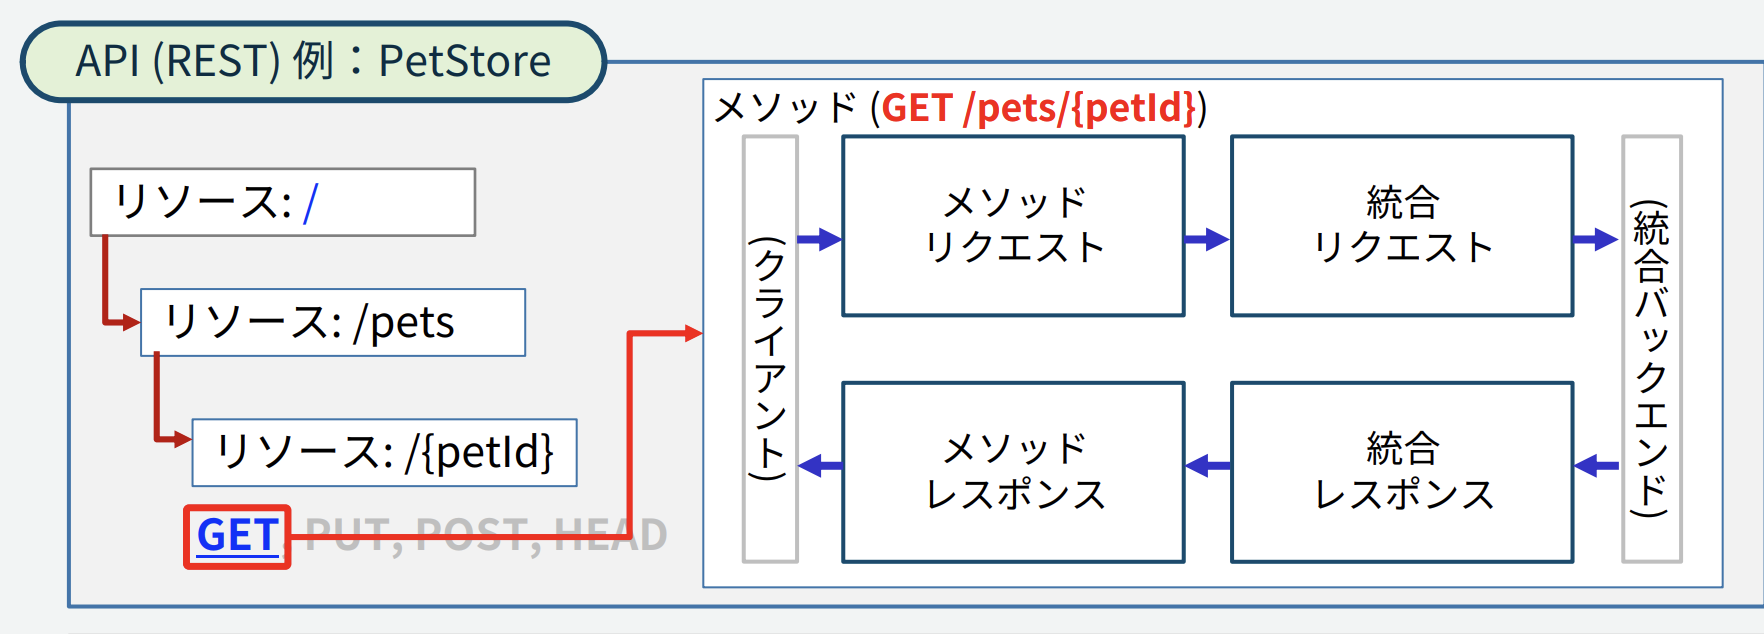 API (REST) 例：PetStore
リソース: /
リソース: /pets
リソース: /{petId}
GET, PUT, POST, HEAD
メソッド (GET /pets/{petId})
(クライアント)
メソッド
リクエスト
統合
リクエスト
(統合バックエンド)
メソッド
レスポンス
統合
レスポンス